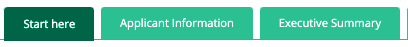 Start here
Applicant Information
Executive Summary